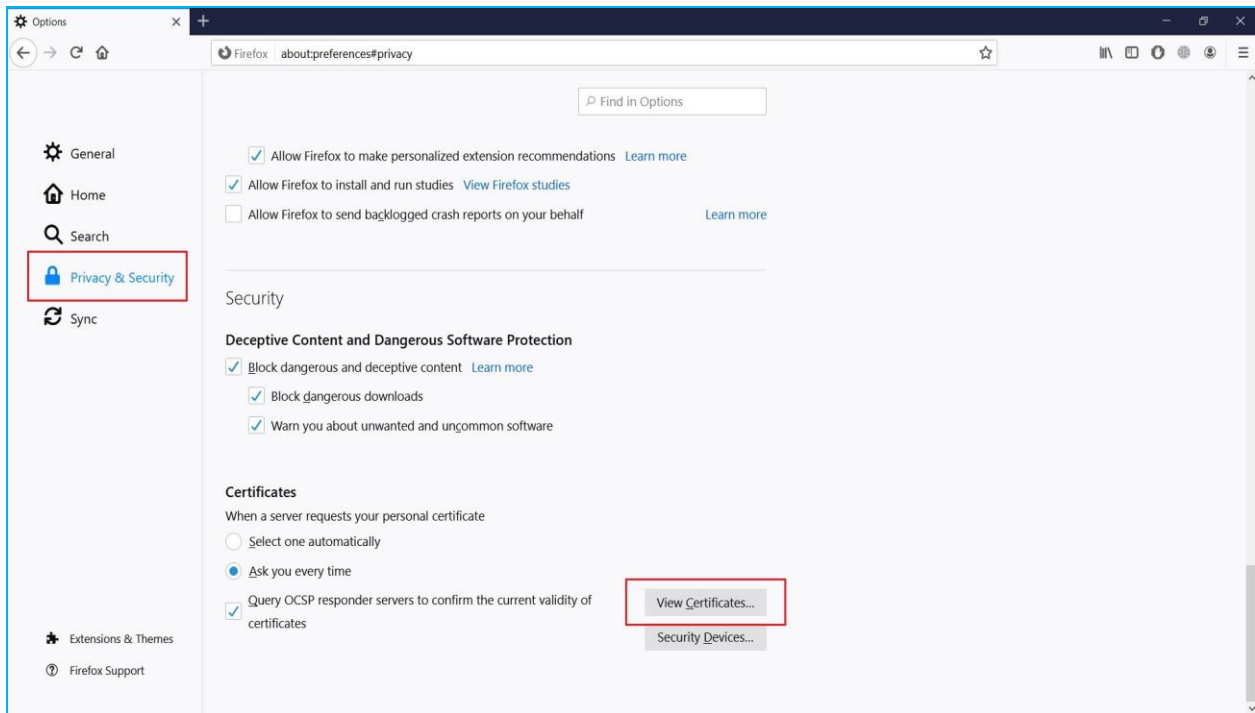 Options
Firefox about:preferences#privacy
Find in Options
General
Home
Search
Privacy & Security
Sync
Extensions & Themes
Firefox Support
Allow Firefox to make personalized extension recommendations Learn more
Allow Firefox to install and run studies View Firefox studies
Allow Firefox to send backlogged crash reports on your behalf Learn more
Security
Deceptive Content and Dangerous Software Protection
Block dangerous and deceptive content Learn more
Block dangerous downloads
Warn you about unwanted and uncommon software
Certificates
When a server requests your personal certificate
Select one automatically
Ask you every time
Query OCSP responder servers to confirm the current validity of
certificates
View Certificates...
Security Devices...